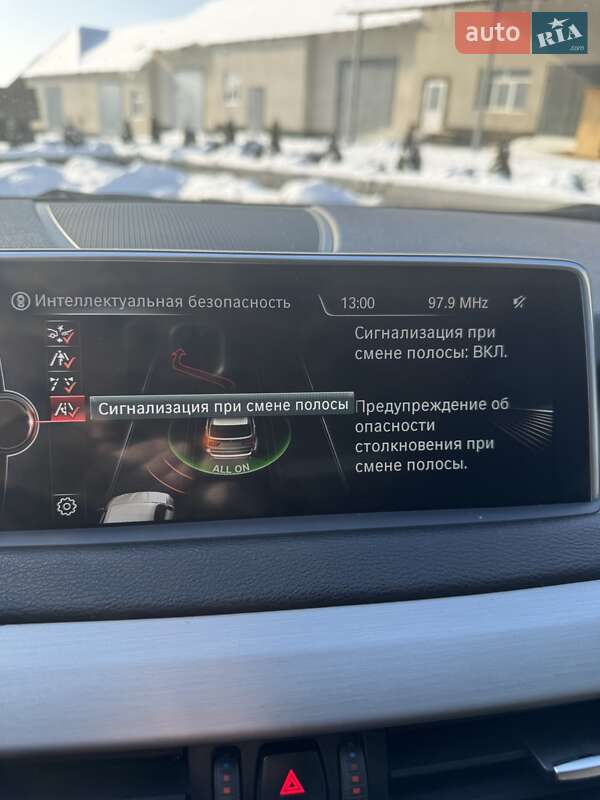 auto RIA
.com
Интеллектуальная безопасность 13:00 97.9 MHz
Сигнализация при
смене полосы: ВКЛ.
Сигнализация при смене полосы
Предупреждение об
опасности
столкновения при
смене полосы.
ALL ON